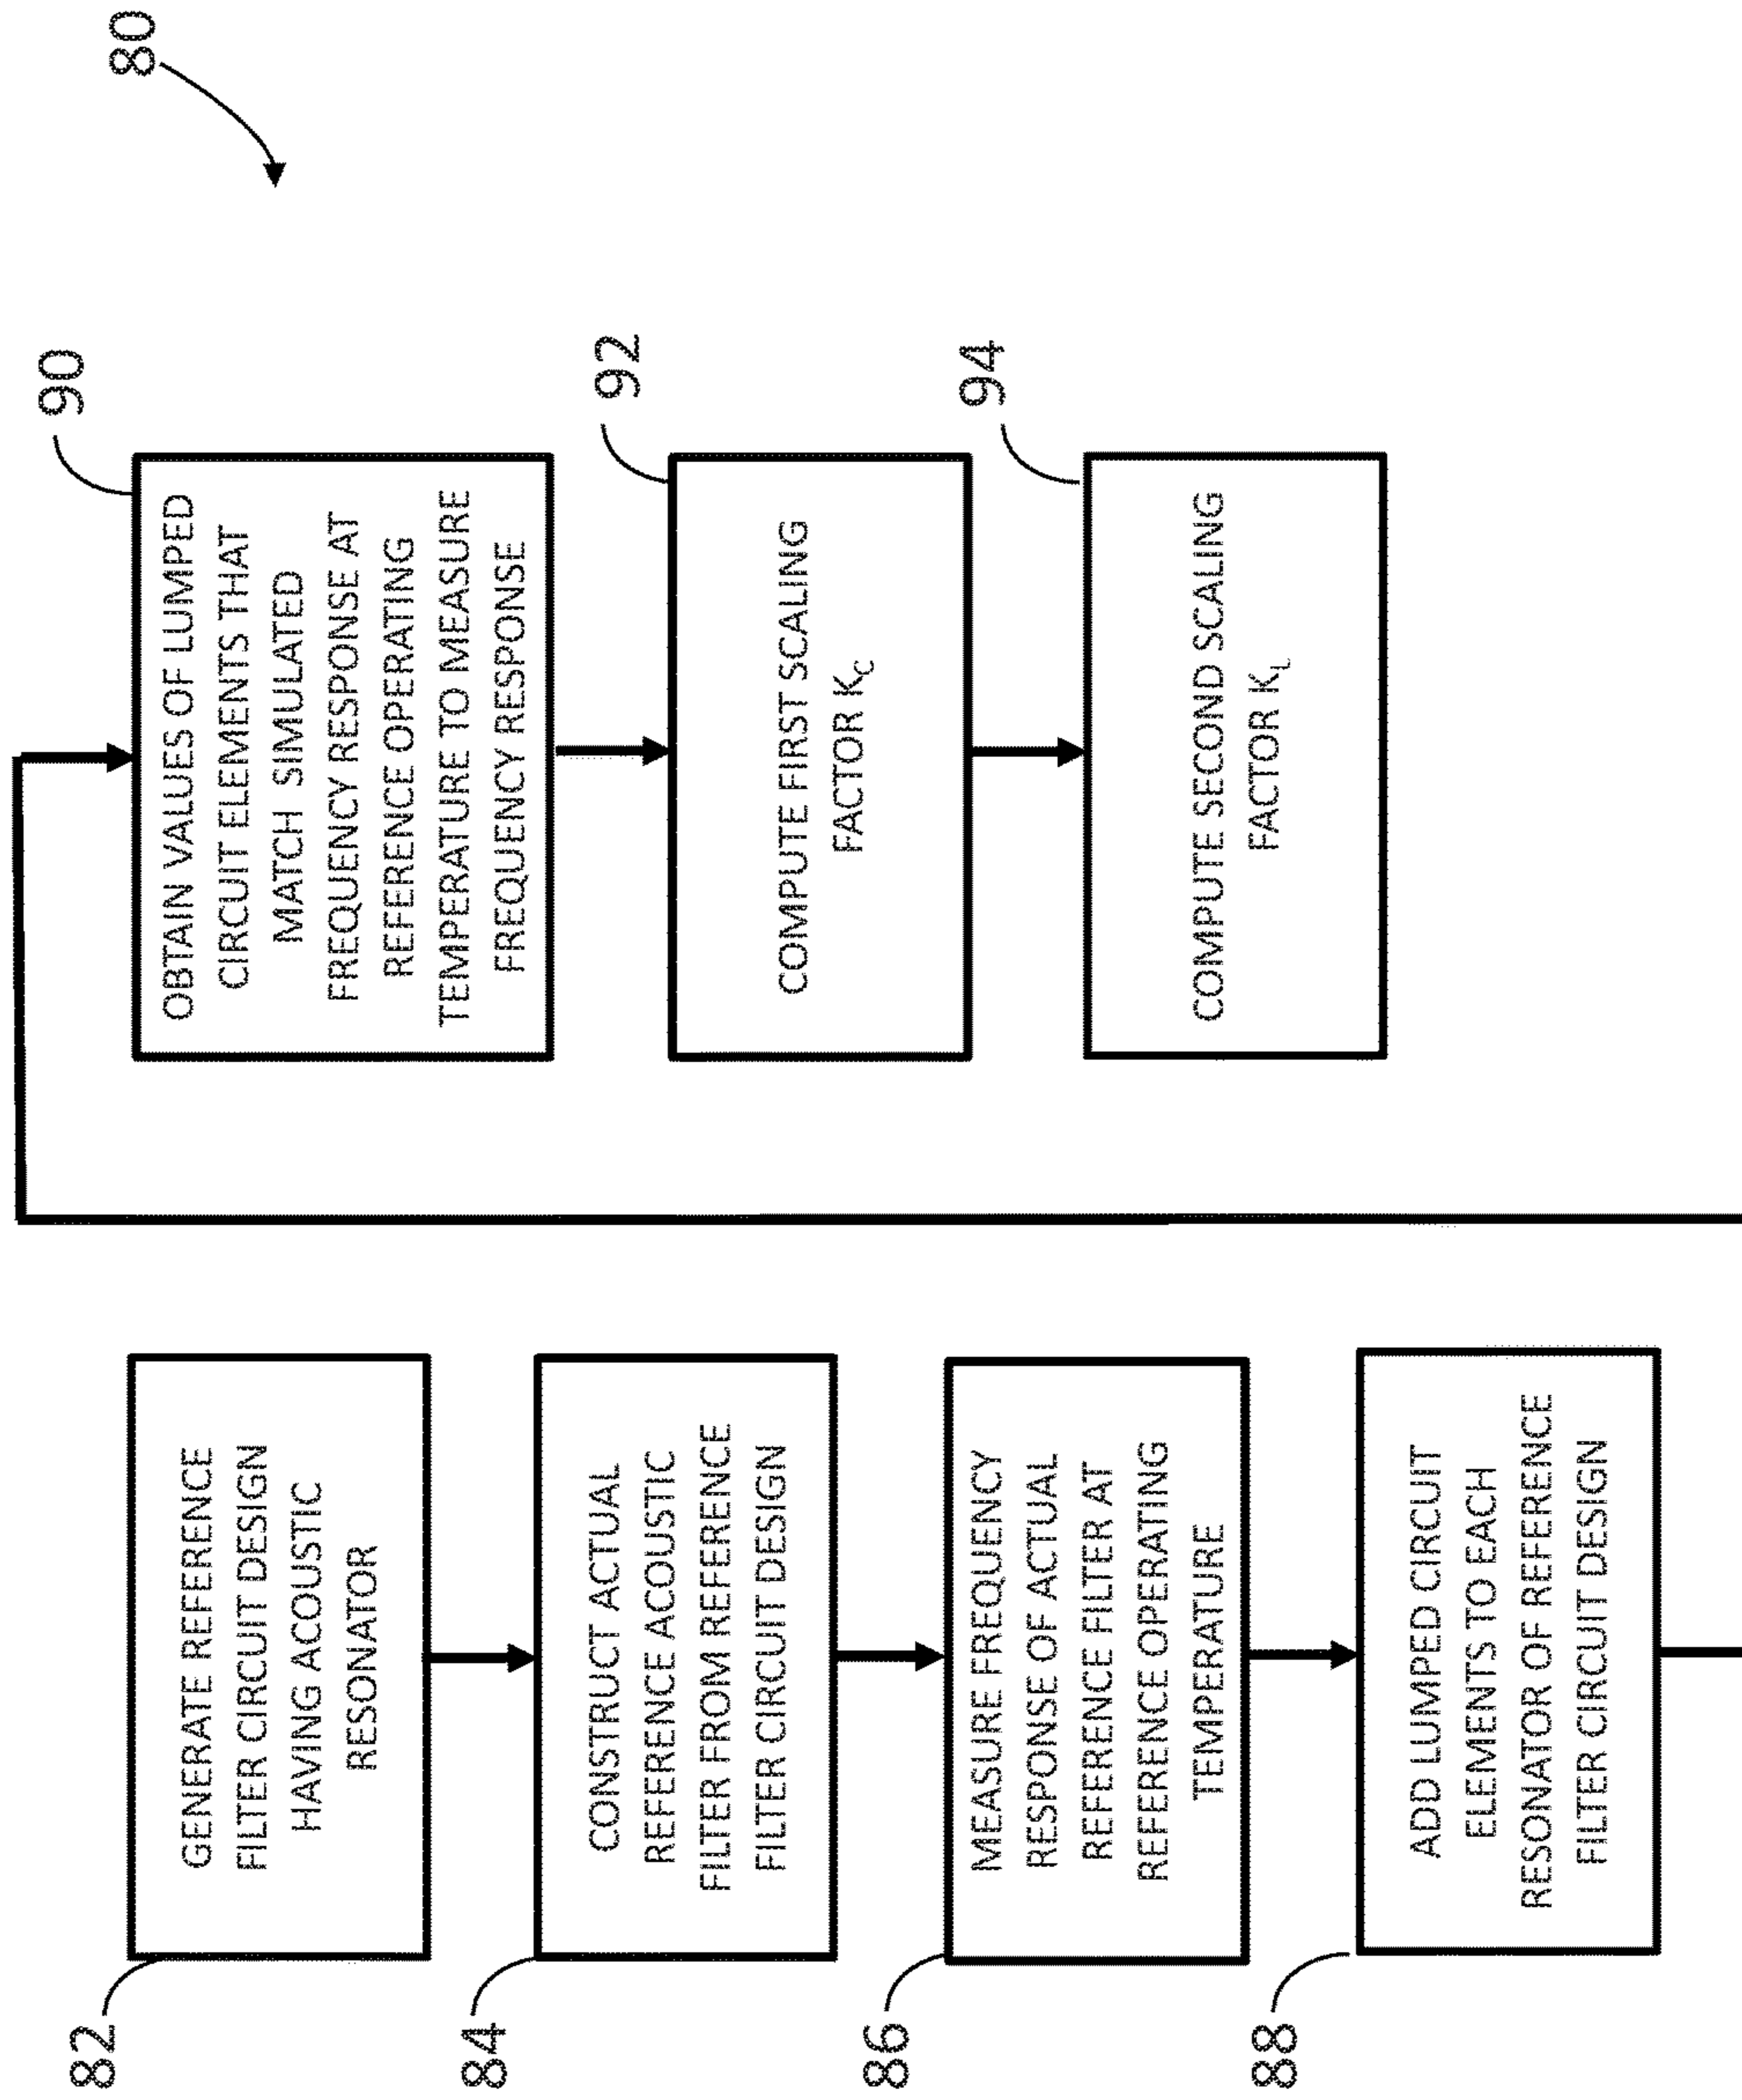 80
82
GENERATE REFERENCE
FILTER CIRCUIT DESIGN
HAVING ACOUSTIC
RESONATOR
84
CONSTRUCT ACTUAL
REFERENCE ACOUSTIC
FILTER FROM REFERENCE
FILTER CIRCUIT DESIGN
86
MEASURE FREQUENCY
RESPONSE OF ACTUAL
REFERENCE FILTER AT
REFERENCE OPERATING
TEMPERATURE
88
ADD LUMPED CIRCUIT
ELEMENTS TO EACH
RESONATOR OF REFERENCE
FILTER CIRCUIT DESIGN
90
OBTAIN VALUES OF LUMPED
CIRCUIT ELEMENTS THAT
MATCH SIMULATED
FREQUENCY RESPONSE AT
REFERENCE OPERATING
TEMPERATURE TO MEASURE
FREQUENCY RESPONSE
92
COMPUTE FIRST SCALING
FACTOR K_C
94
COMPUTE SECOND SCALING
FACTOR K_L